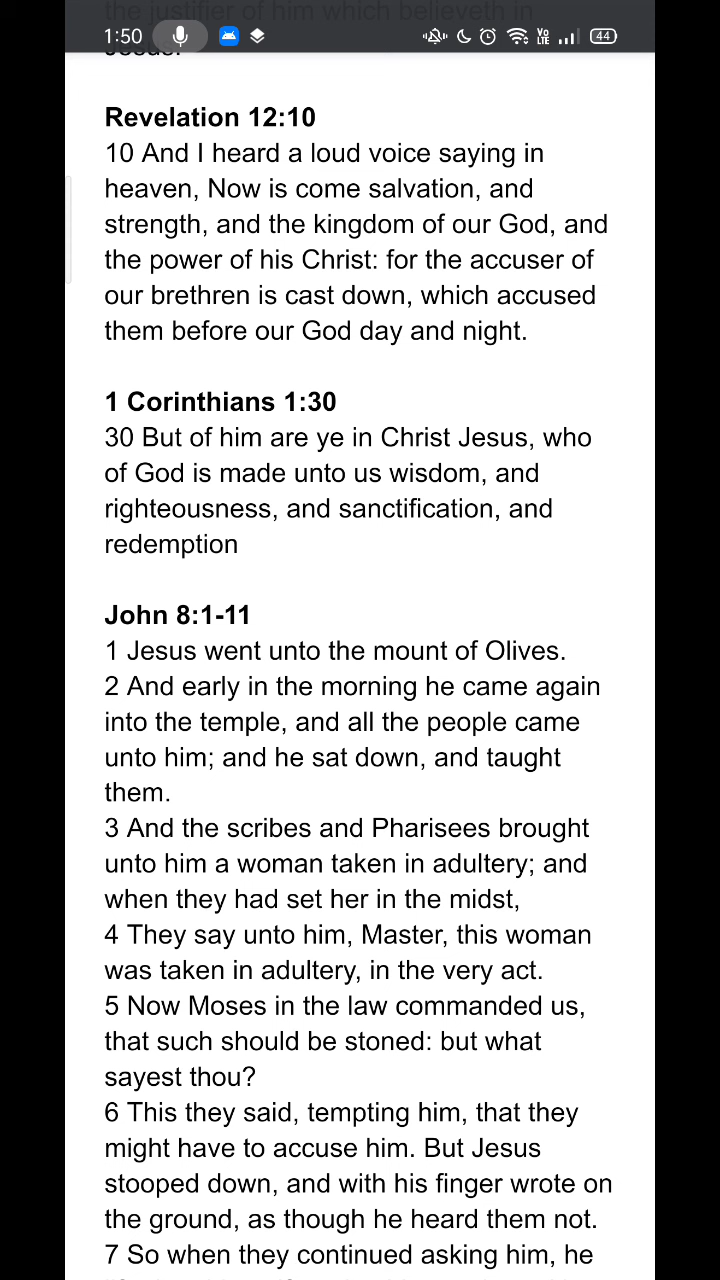 the justifier of him which believeth in
1:50
44
Jesus.
Revelation 12:10
10 And I heard a loud voice saying in
heaven, Now is come salvation, and
strength, and the kingdom of our God, and
the power of his Christ: for the accuser of
our brethren is cast down, which accused
them before our God day and night.
1 Corinthians 1:30
30 But of him are ye in Christ Jesus, who
of God is made unto us wisdom, and
righteousness, and sanctification, and
redemption
John 8:1-11
1 Jesus went unto the mount of Olives.
2 And early in the morning he came again
into the temple, and all the people came
unto him; and he sat down, and taught
them.
3 And the scribes and Pharisees brought
unto him a woman taken in adultery; and
when they had set her in the midst,
4 They say unto him, Master, this woman
was taken in adultery, in the very act.
5 Now Moses in the law commanded us,
that such should be stoned: but what
sayest thou?
6 This they said, tempting him, that they
might have to accuse him. But Jesus
stooped down, and with his finger wrote on
the ground, as though he heard them not.
7 So when they continued asking him, he